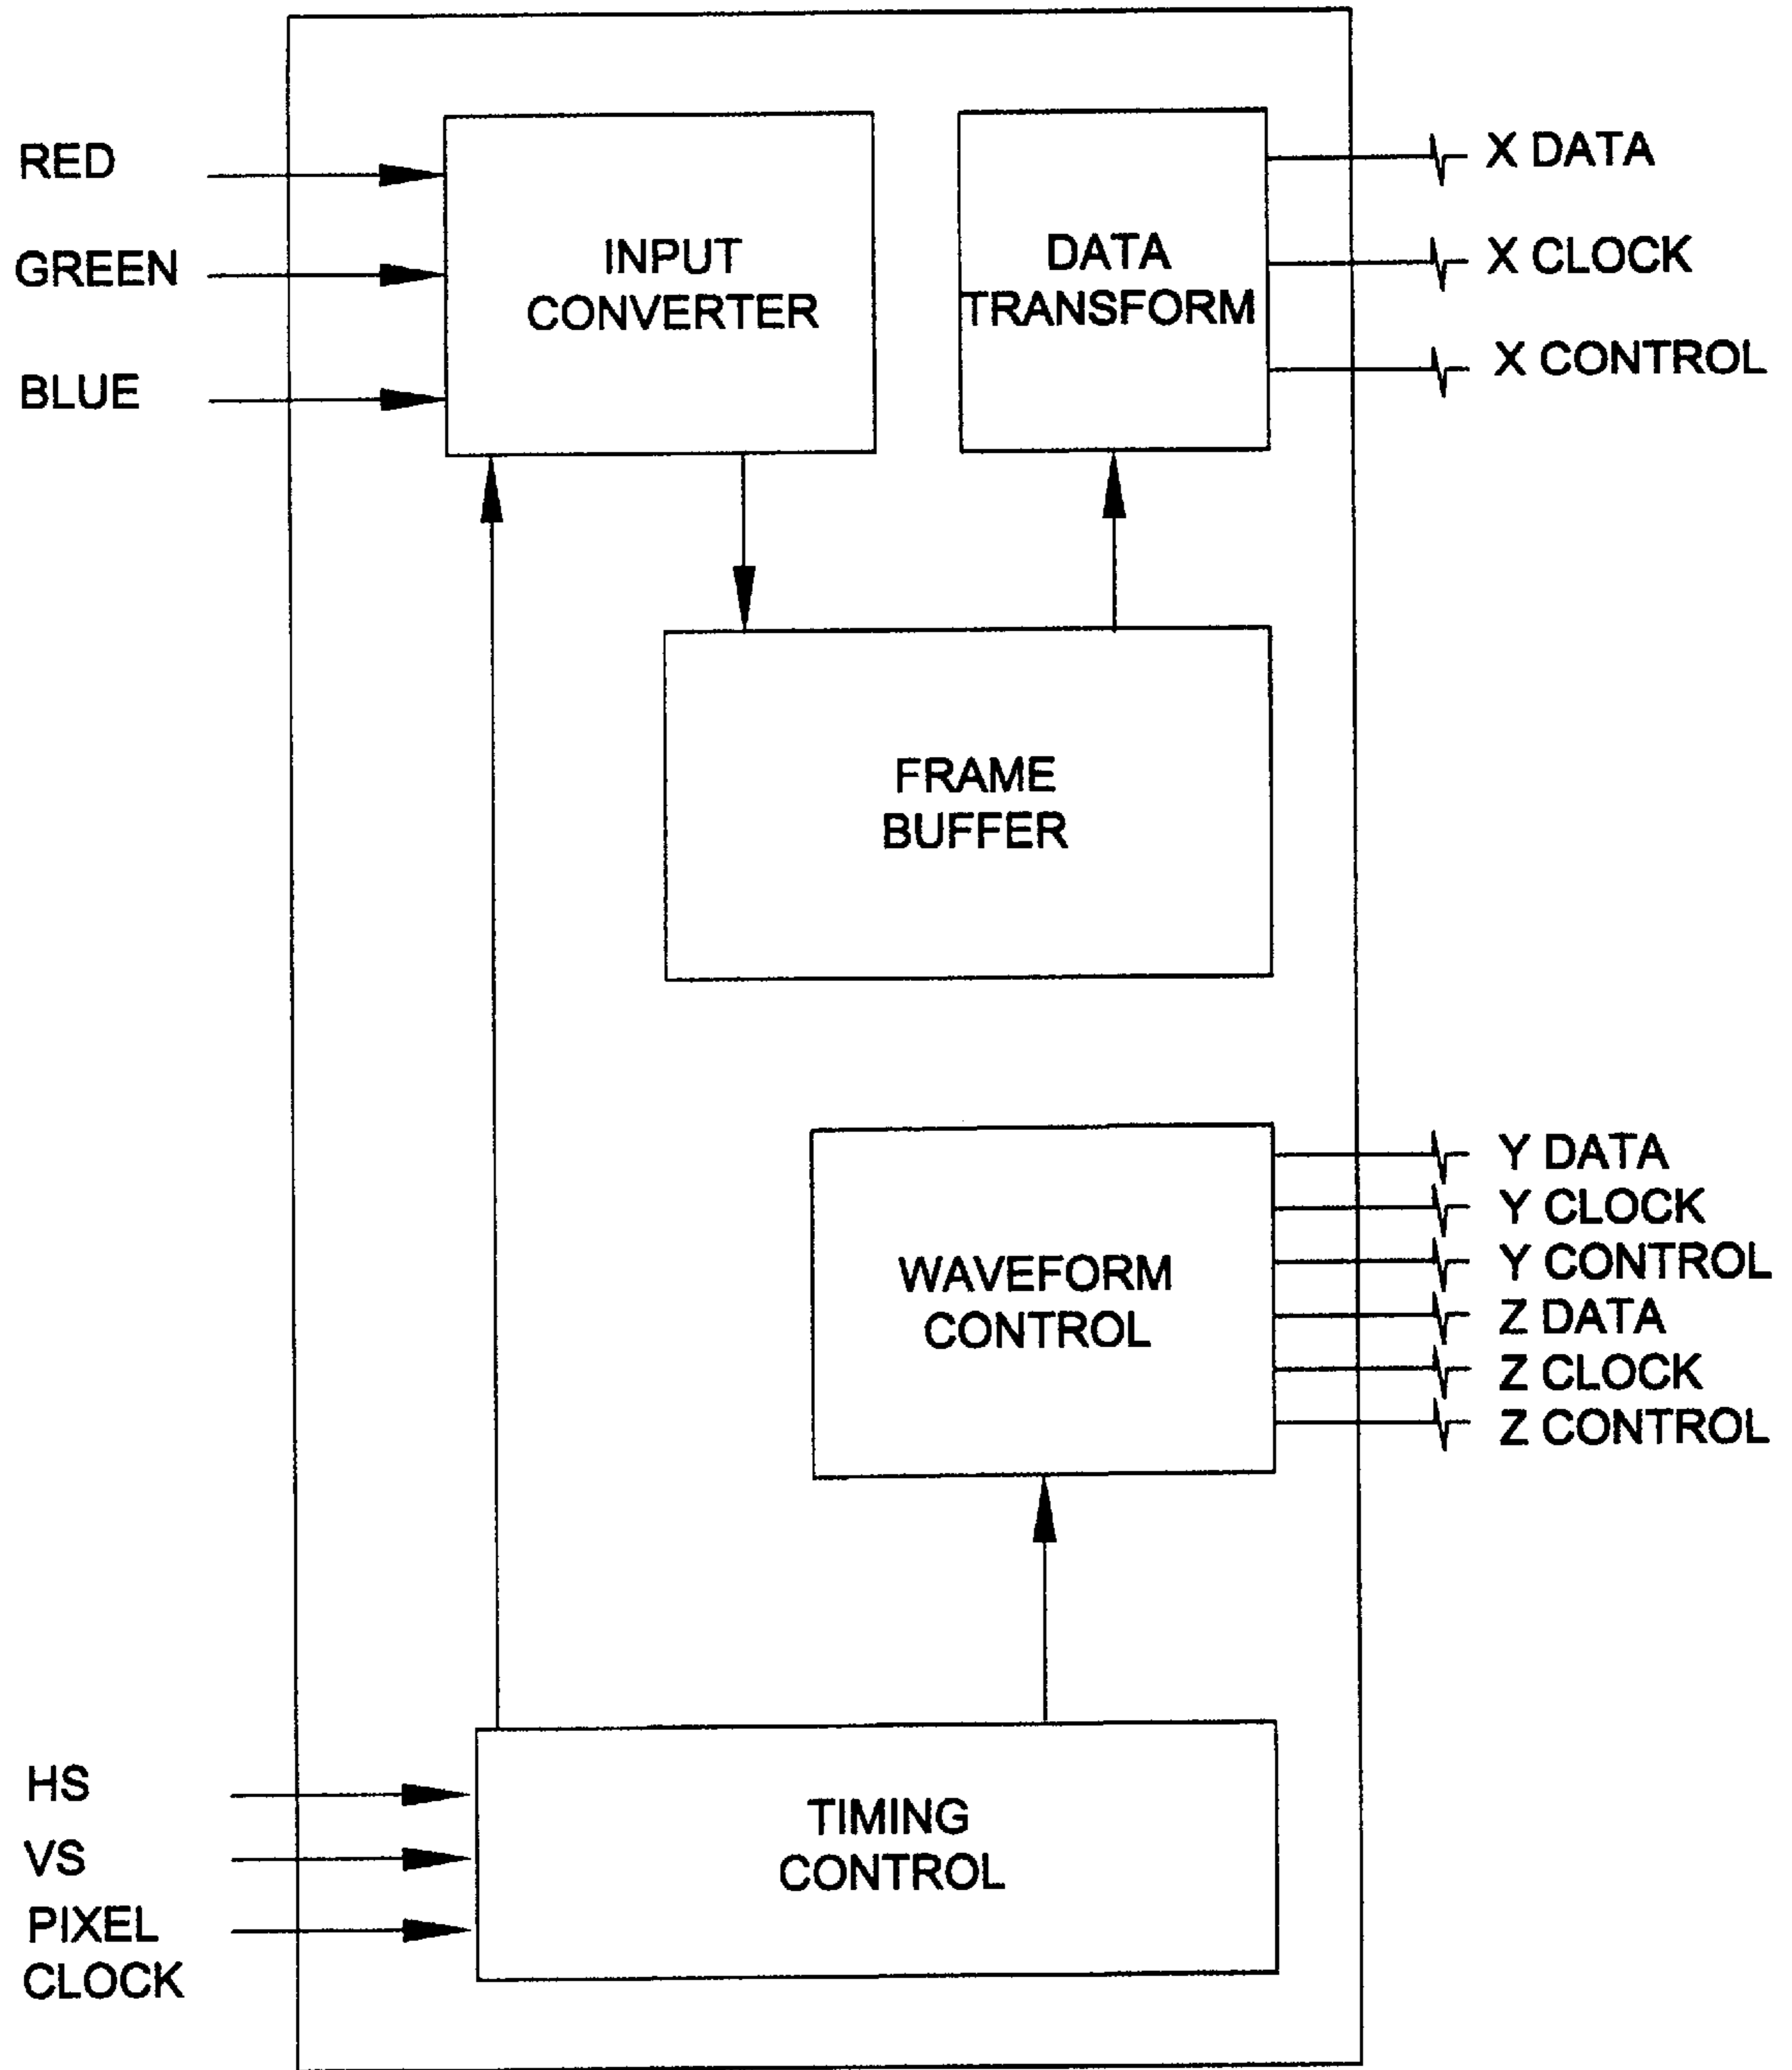 RED
GREEN
BLUE
INPUT
CONVERTER
DATA
TRANSFORM
X DATA
X CLOCK
X CONTROL
FRAME
BUFFER
WAVEFORM
CONTROL
Y DATA
Y CLOCK
Y CONTROL
Z DATA
Z CLOCK
Z CONTROL
HS
VS
PIXEL
CLOCK
TIMING
CONTROL